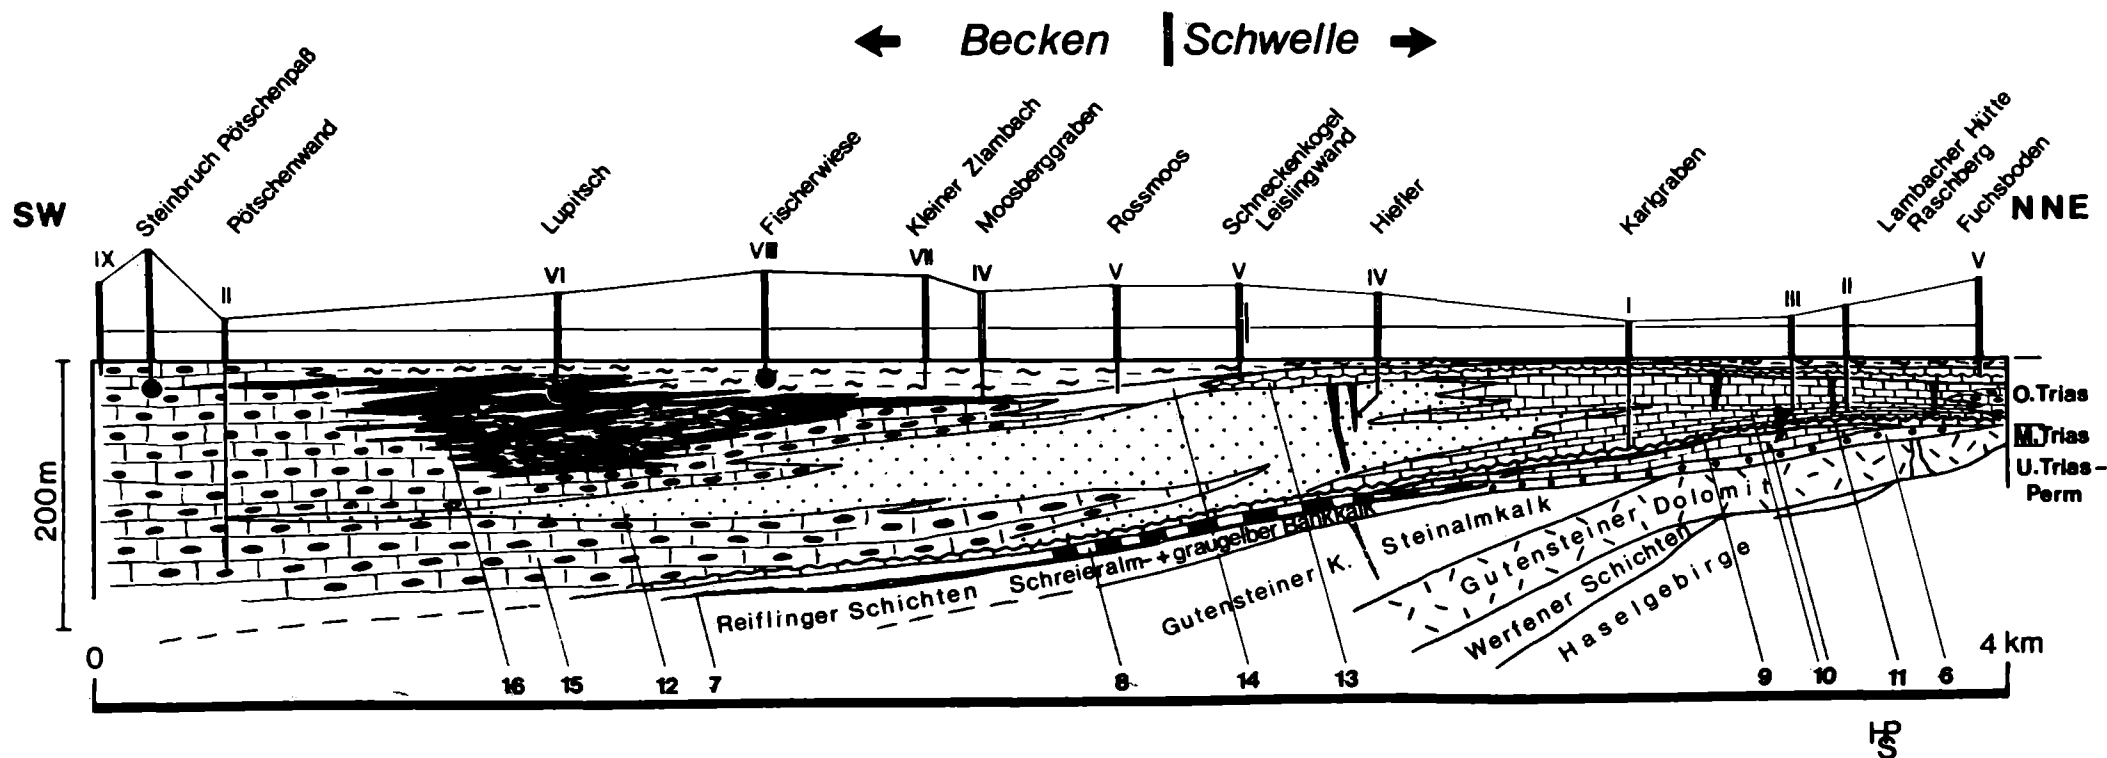 Becken | Schwelle
SW
Steinbruch Pötschenpaß
Pötschenwand
Lupitsch
Fischerwiese
Kleiner Zlambach
Moosberggraben
Rossmoos
Schneckenkogel
Leislingwand
Hiefler
Karlgraben
Lambacher Hütte
Raschberg
Fuchsboden
NNE
IX
II
VI
VIII
VII
IV
V
V
IV
I
III
II
V
O.Trias
M.Trias
U.Trias-
Perm
200m
Reiflinger Schichten
Schreieralm-+graugelber Bankkalk
Gutensteiner K.
Steinalmkalk
Gutensteiner Dolomit
Werfener Schichten
Haselgebirge
0
4 km
16 15 12 7 8 14 13 9 10 11 6